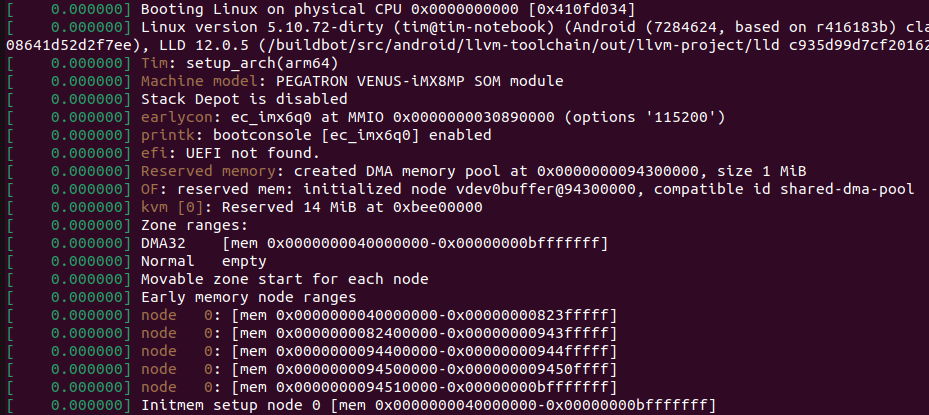 [    0.000000] Booting Linux on physical CPU 0x0000000000 [0x410fd034]
[    0.000000] Linux version 5.10.72-dirty (tim@tim-notebook) (Android (7284624, based on r416183b) cla
08641d52d2f7ee), LLD 12.0.5 (/buildbot/src/android/llvm-toolchain/out/llvm-project/lld c935d99d7cf20162
[    0.000000] Tim: setup_arch(arm64)
[    0.000000] Machine model: PEGATRON VENUS-iMX8MP SOM module
[    0.000000] Stack Depot is disabled
[    0.000000] earlycon: ec_imx6q0 at MMIO 0x0000000030890000 (options '115200')
[    0.000000] printk: bootconsole [ec_imx6q0] enabled
[    0.000000] efi: UEFI not found.
[    0.000000] Reserved memory: created DMA memory pool at 0x0000000094300000, size 1 MiB
[    0.000000] OF: reserved mem: initialized node vdev0buffer@94300000, compatible id shared-dma-pool
[    0.000000] kvm [0]: Reserved 14 MiB at 0xbee00000
[    0.000000] Zone ranges:
[    0.000000] DMA32    [mem 0x0000000040000000-0x00000000bfffffff]
[    0.000000] Normal   empty
[    0.000000] Movable zone start for each node
[    0.000000] Early memory node ranges
[    0.000000] node   0: [mem 0x0000000040000000-0x00000000823fffff]
[    0.000000] node   0: [mem 0x0000000082400000-0x00000000943fffff]
[    0.000000] node   0: [mem 0x0000000094400000-0x00000000944fffff]
[    0.000000] node   0: [mem 0x0000000094500000-0x000000009450ffff]
[    0.000000] node   0: [mem 0x0000000094510000-0x00000000bfffffff]
[    0.000000] Initmem setup node 0 [mem 0x0000000040000000-0x00000000bfffffff]